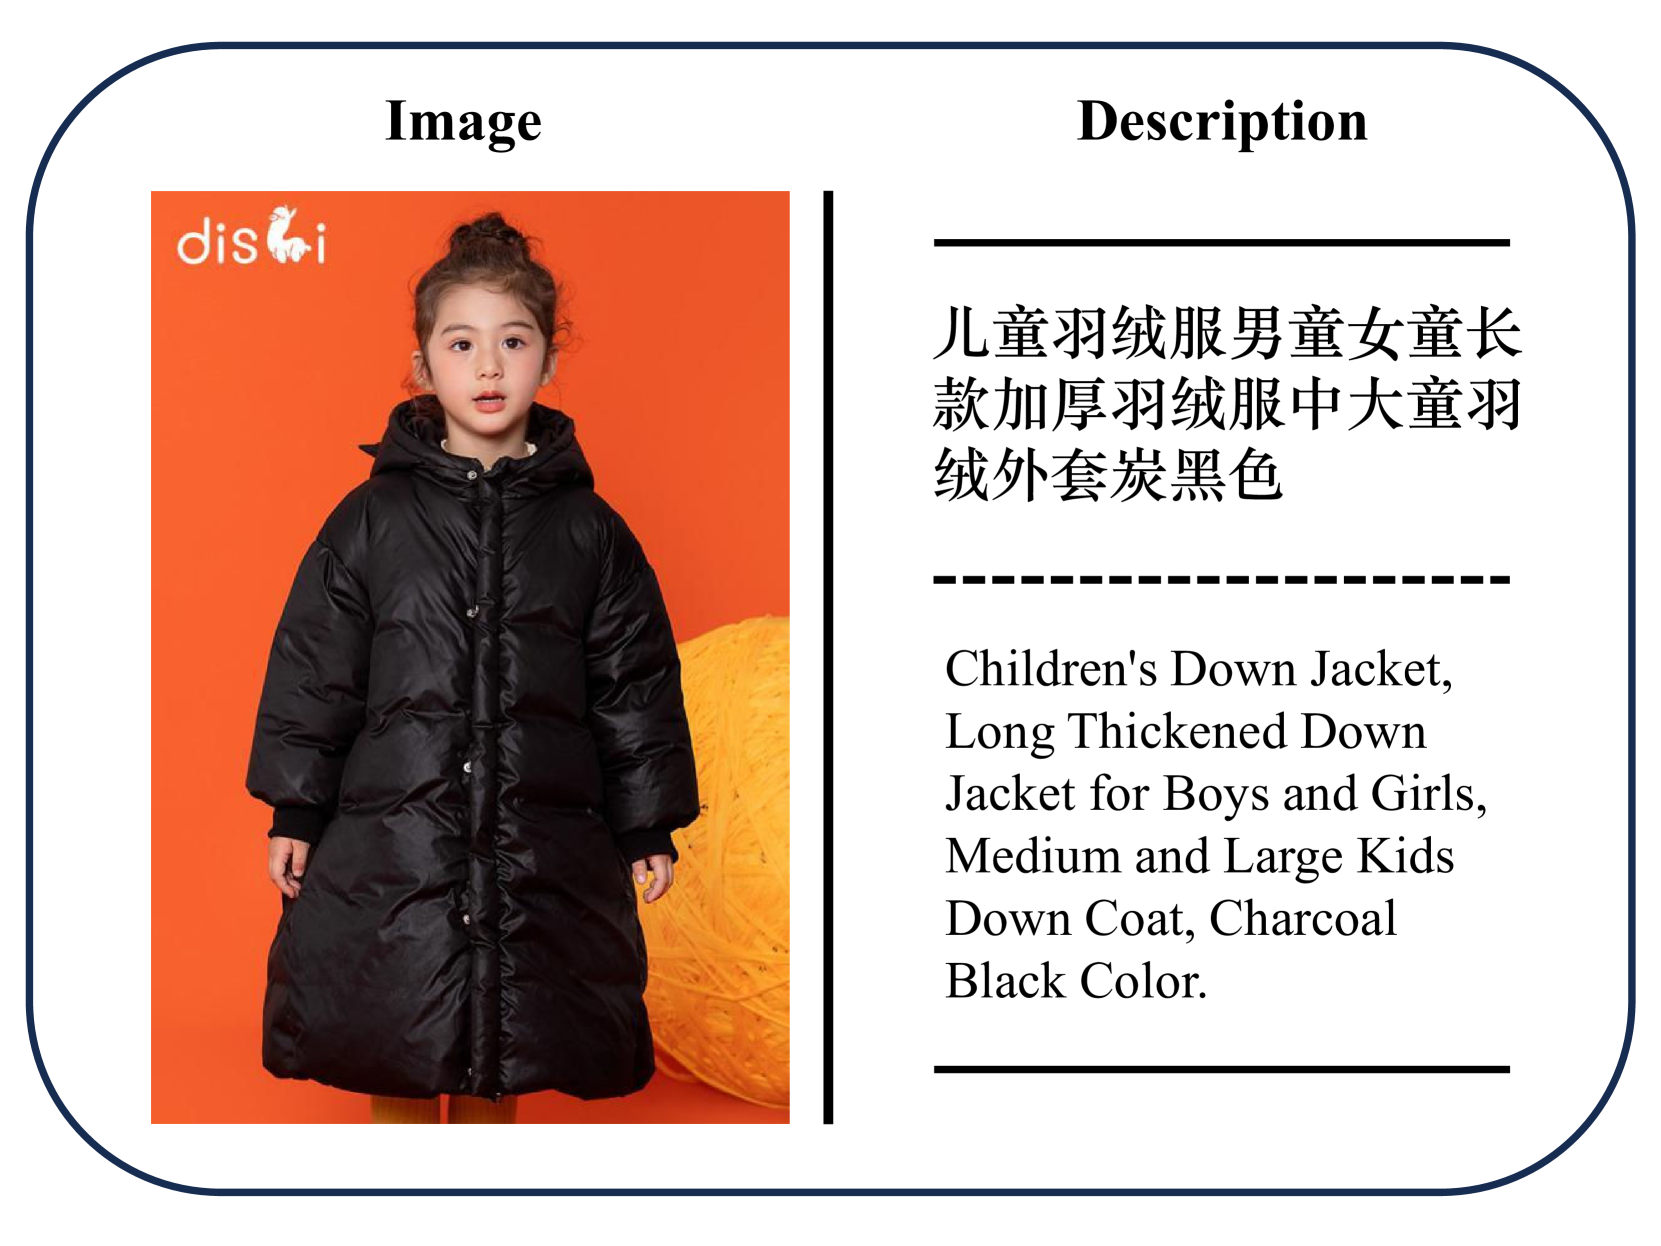 Image
Description
dishi
儿童羽绒服男童女童长
款加厚羽绒服中大童羽
绒外套炭黑色
Children's Down Jacket,
Long Thickened Down
Jacket for Boys and Girls,
Medium and Large Kids
Down Coat, Charcoal
Black Color.